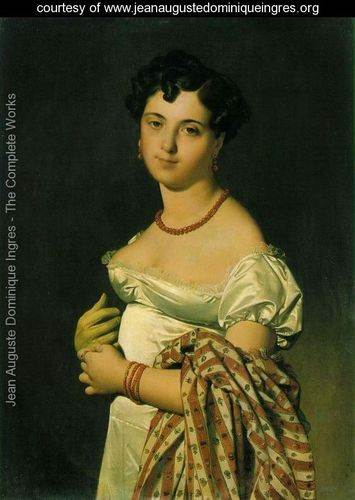 courtesy of www.jeanaugustedominiqueingres.org
Jean Auguste Dominique Ingres - The Complete Works